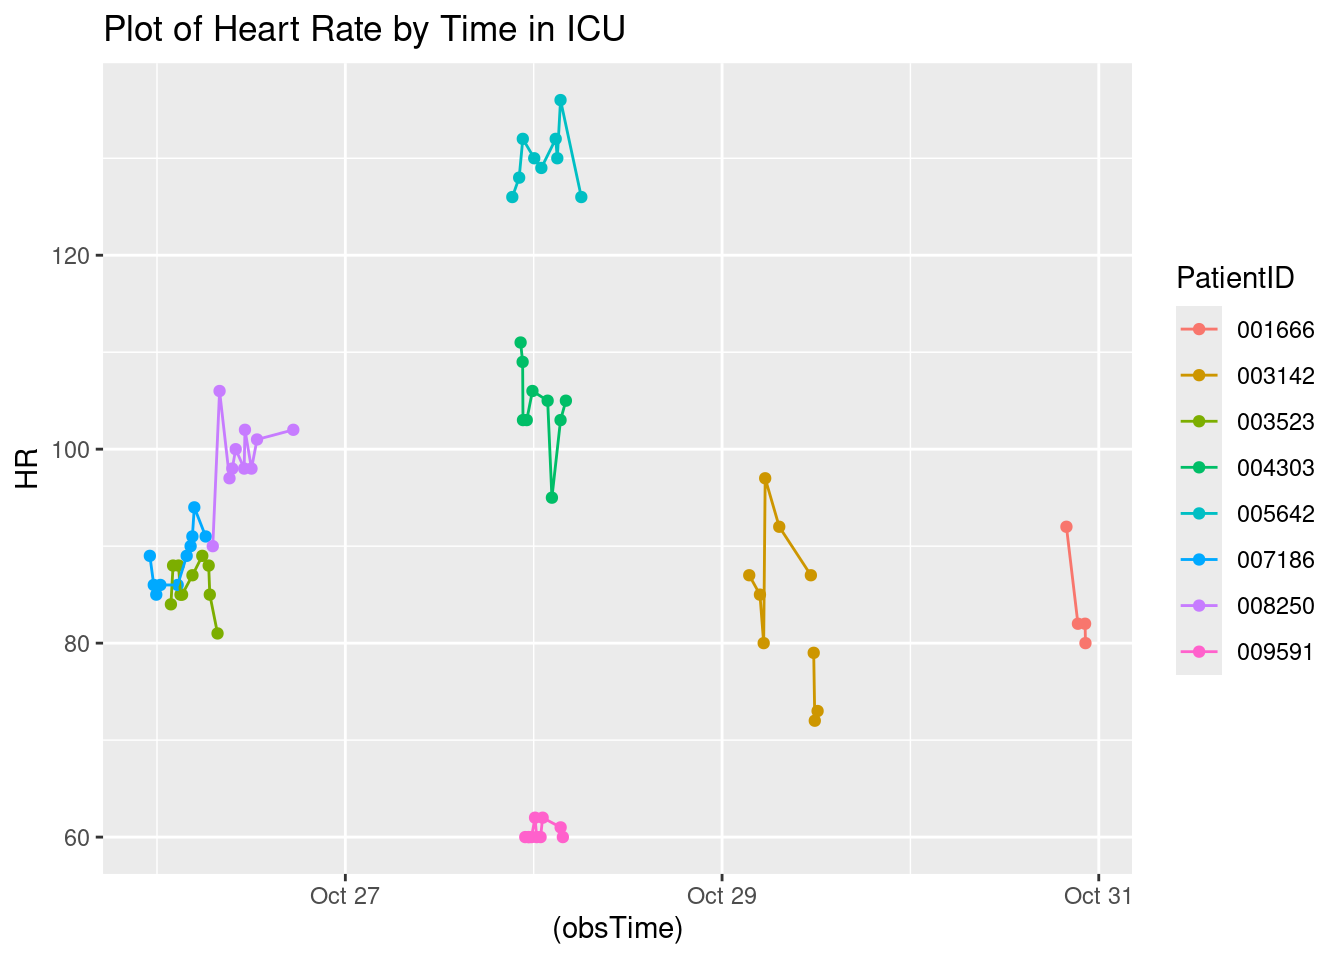 Plot of Heart Rate by Time in ICU
HR
120
100
80
60
Oct 27
Oct 29
Oct 31
(obsTime)
PatientID
001666
003142
003523
004303
005642
007186
008250
009591